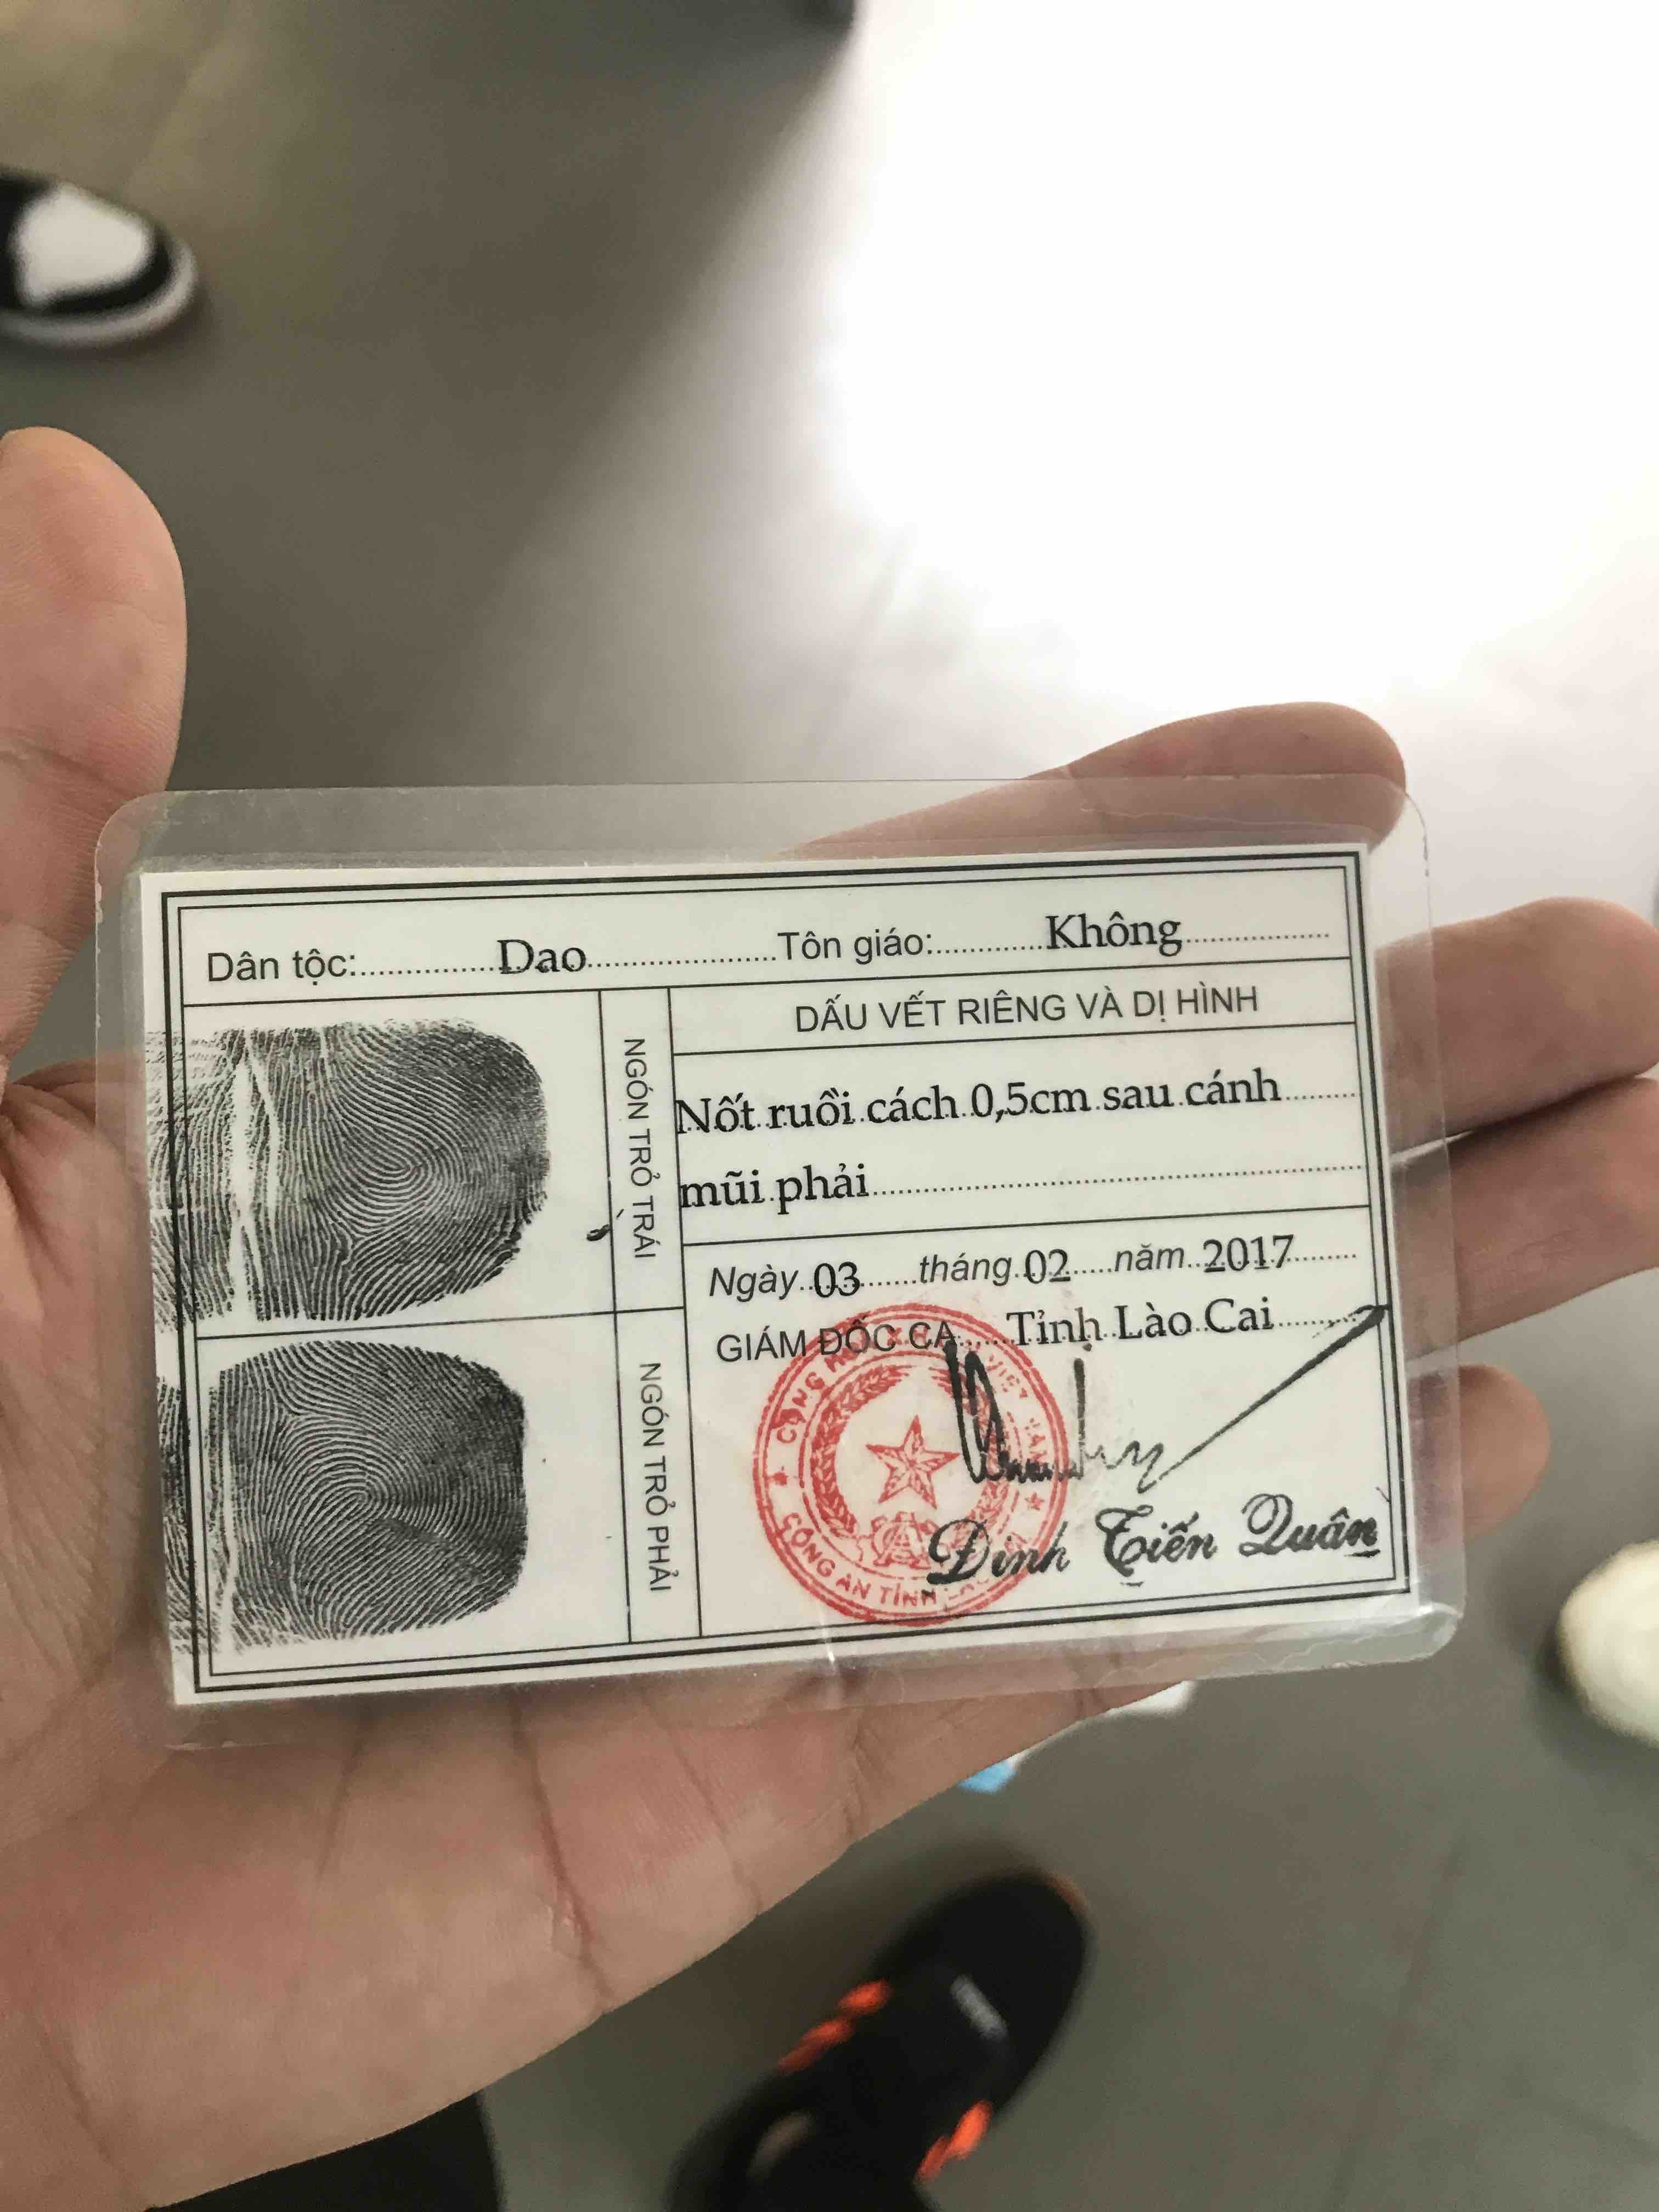 Dân tộc: Dao Tôn giáo: Không
DẤU VẾT RIÊNG VÀ DỊ HÌNH
NGÓN TRỎ TRÁI
Nốt ruồi cách 0,5cm sau cánh
mũi phải
Ngày 03 tháng 02 năm 2017
GIÁM ĐỐC CA Tỉnh Lào Cai
NGÓN TRỎ PHẢI
CÔNG AN TỈNH
Đinh Tiến Quân